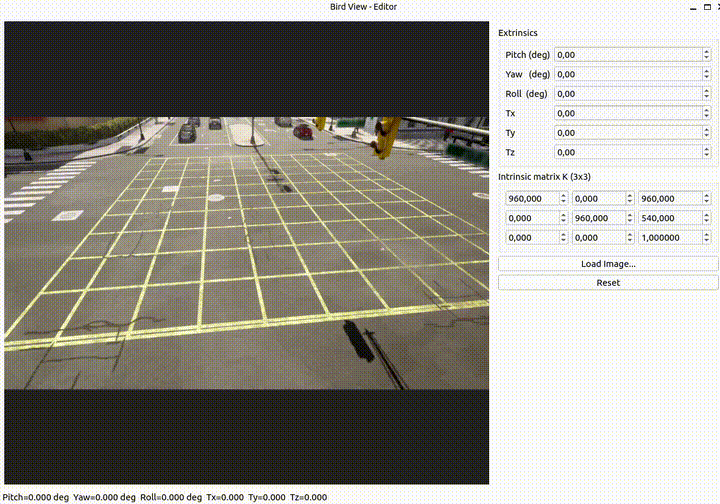 Bird View - Editor
Extrinsics
Pitch (deg) 0,00
Yaw (deg) 0,00
Roll (deg) 0,00
Tx 0,00
Ty 0,00
Tz 0,00
Intrinsic matrix K (3x3)
960,000 0,000 960,000
0,000 960,000 540,000
0,000 0,000 1,000000
Load Image...
Reset
Pitch=0.000 deg Yaw=0.000 deg Roll=0.000 deg Tx=0.000 Ty=0.000 Tz=0.000